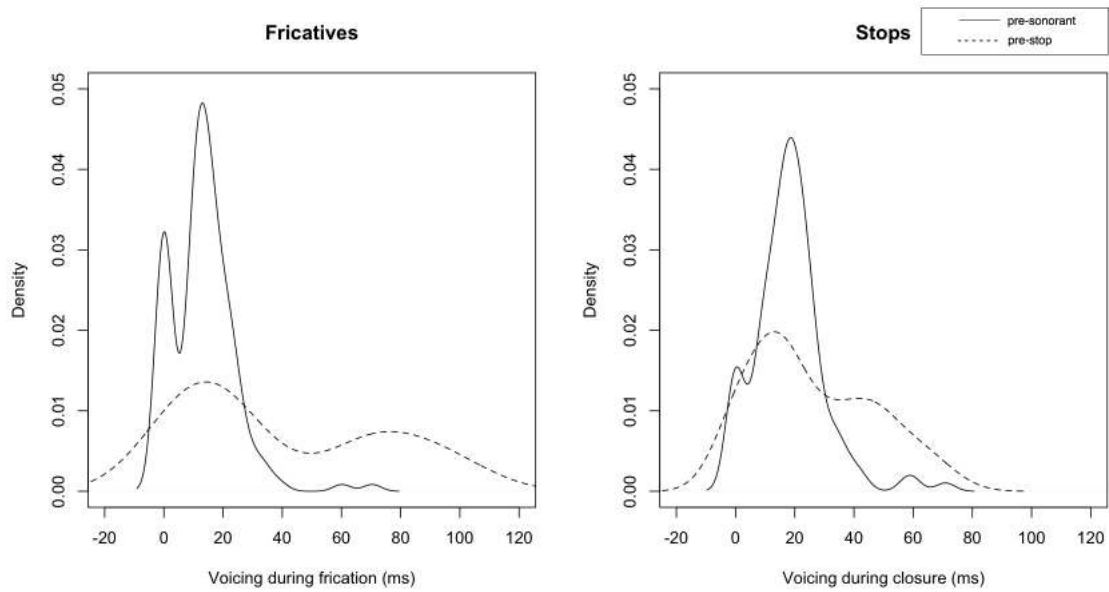 Fricatives
Stops
pre-sonorant
pre-stop
Density
0.00
0.01
0.02
0.03
0.04
0.05
-20 0 20 40 60 80 100 120
Voicing during frication (ms)
Density
0.00
0.01
0.02
0.03
0.04
0.05
-20 0 20 40 60 80 100 120
Voicing during closure (ms)